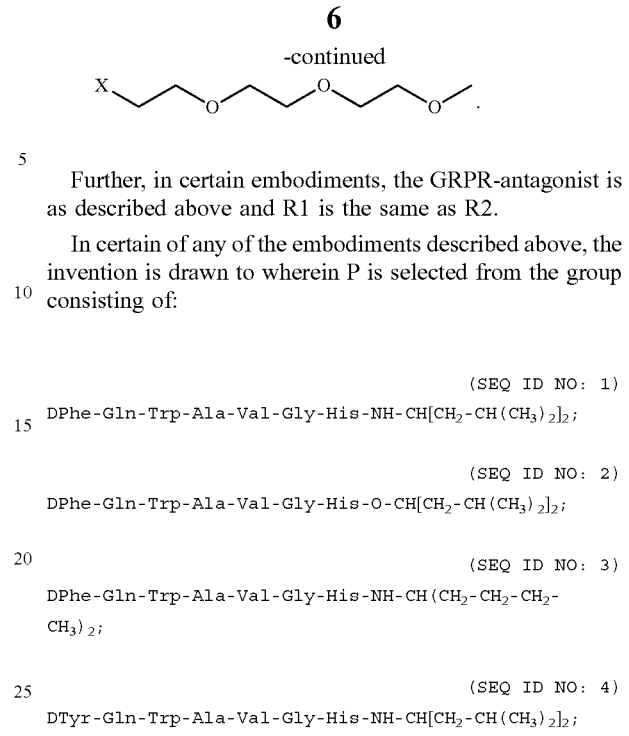 6
-continued
X O O O .
5
Further, in certain embodiments, the GRPR-antagonist is
as described above and R1 is the same as R2.
In certain of any of the embodiments described above, the
invention is drawn to wherein P is selected from the group
10
consisting of:
(SEQ ID NO: 1)
DPhe-Gln-Trp-Ala-Val-Gly-His-NH-CH[CH₂-CH(CH₃)₂]₂;
15
(SEQ ID NO: 2)
DPhe-Gln-Trp-Ala-Val-Gly-His-O-CH[CH₂-CH(CH₃)₂]₂;
20
(SEQ ID NO: 3)
DPhe-Gln-Trp-Ala-Val-Gly-His-NH-CH(CH₂-CH₂-CH₂-
CH₃)₂;
25
(SEQ ID NO: 4)
DTyr-Gln-Trp-Ala-Val-Gly-His-NH-CH[CH₂-CH(CH₃)₂]₂;